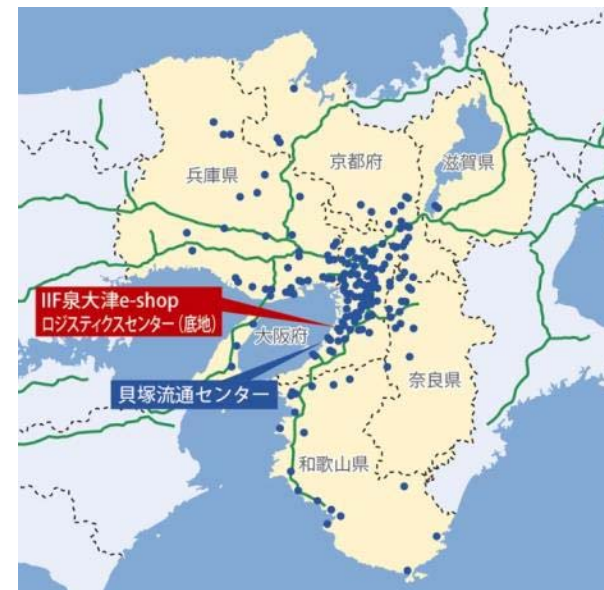 京都府
滋賀県
兵庫県
IIF泉大津e-shop
ロジスティクスセンター（底地）
大阪府
貝塚流通センター
奈良県
和歌山県